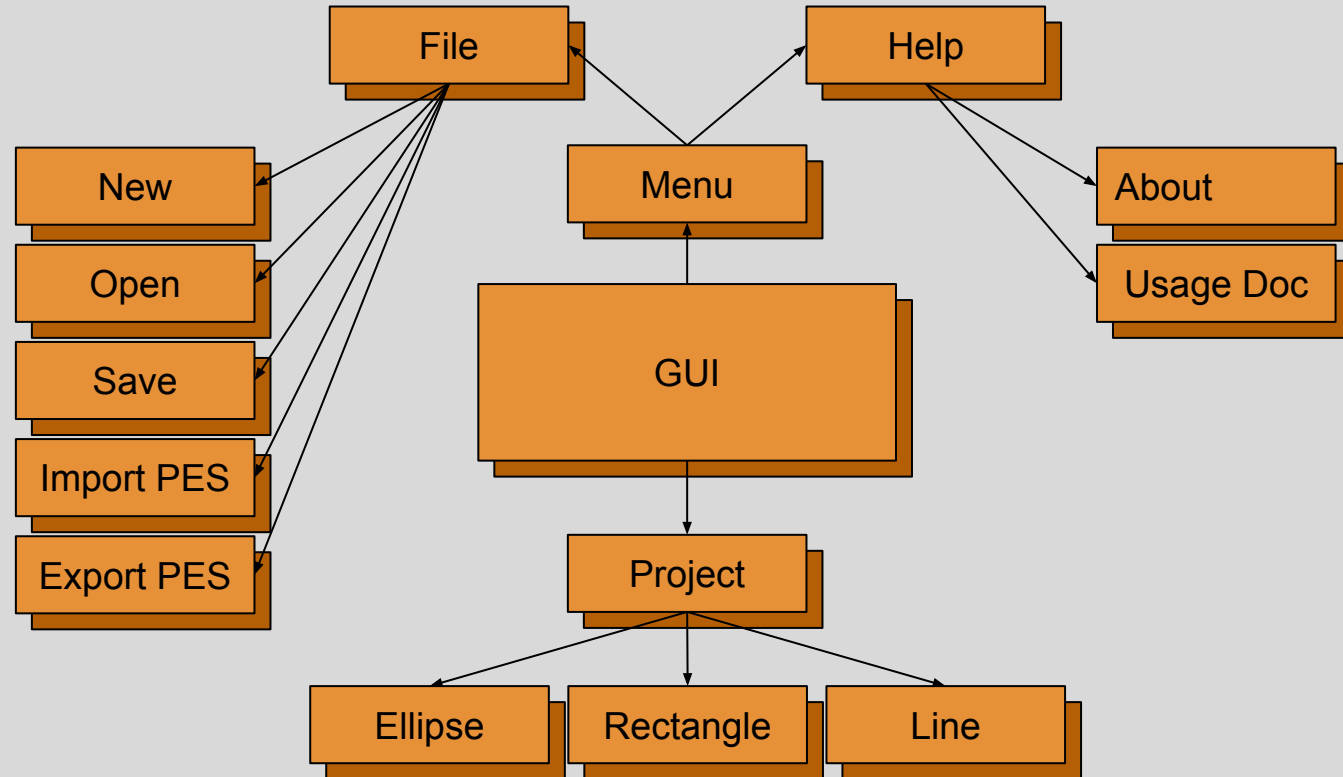 File
Help
New
Menu
About
Open
Usage Doc
Save
GUI
Import PES
Export PES
Project
Ellipse
Rectangle
Line